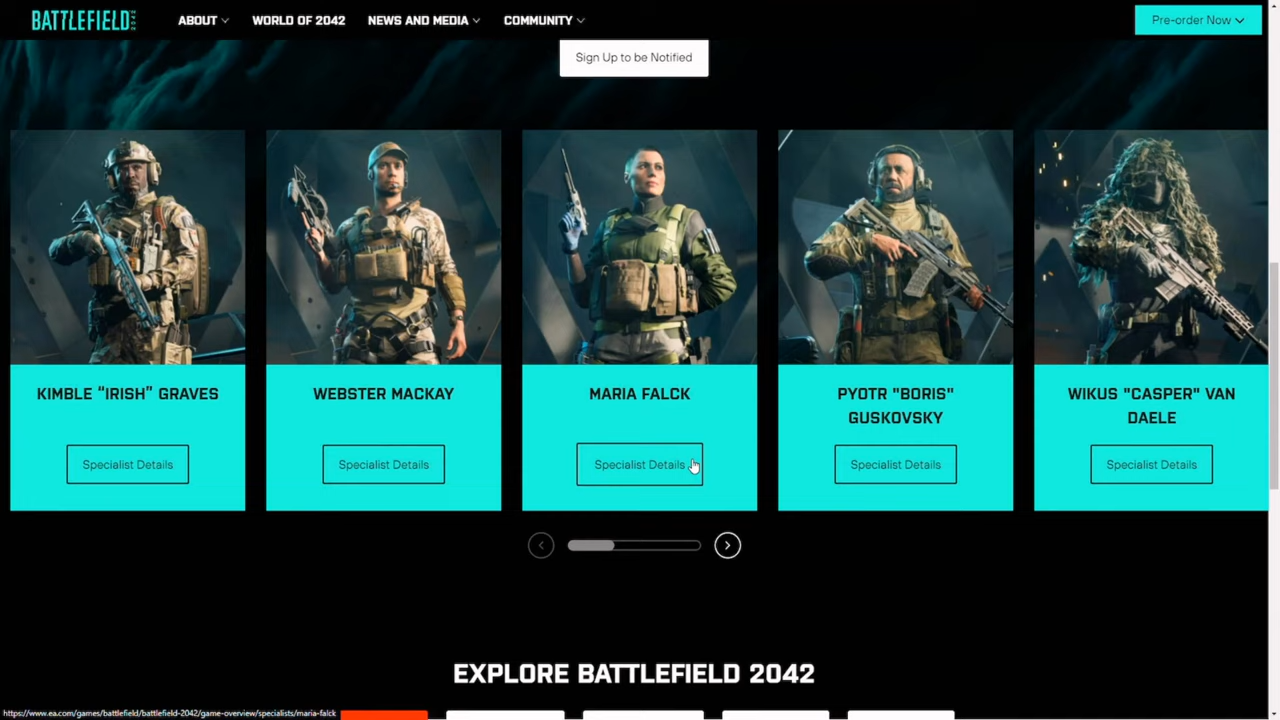 BATTLEFIELD 2042
ABOUT
WORLD OF 2042
NEWS AND MEDIA
COMMUNITY
Pre-order Now
Sign Up to be Notified
KIMBLE “IRISH” GRAVES
Specialist Details
WEBSTER MACKAY
Specialist Details
MARIA FALCK
Specialist Details
PYOTR "BORIS"
GUSKOVSKY
Specialist Details
WIKUS "CASPER" VAN
DAELE
Specialist Details
EXPLORE BATTLEFIELD 2042
https://www.ea.com/games/battlefield/battlefield-2042/game-overview/specialists/maria-falck